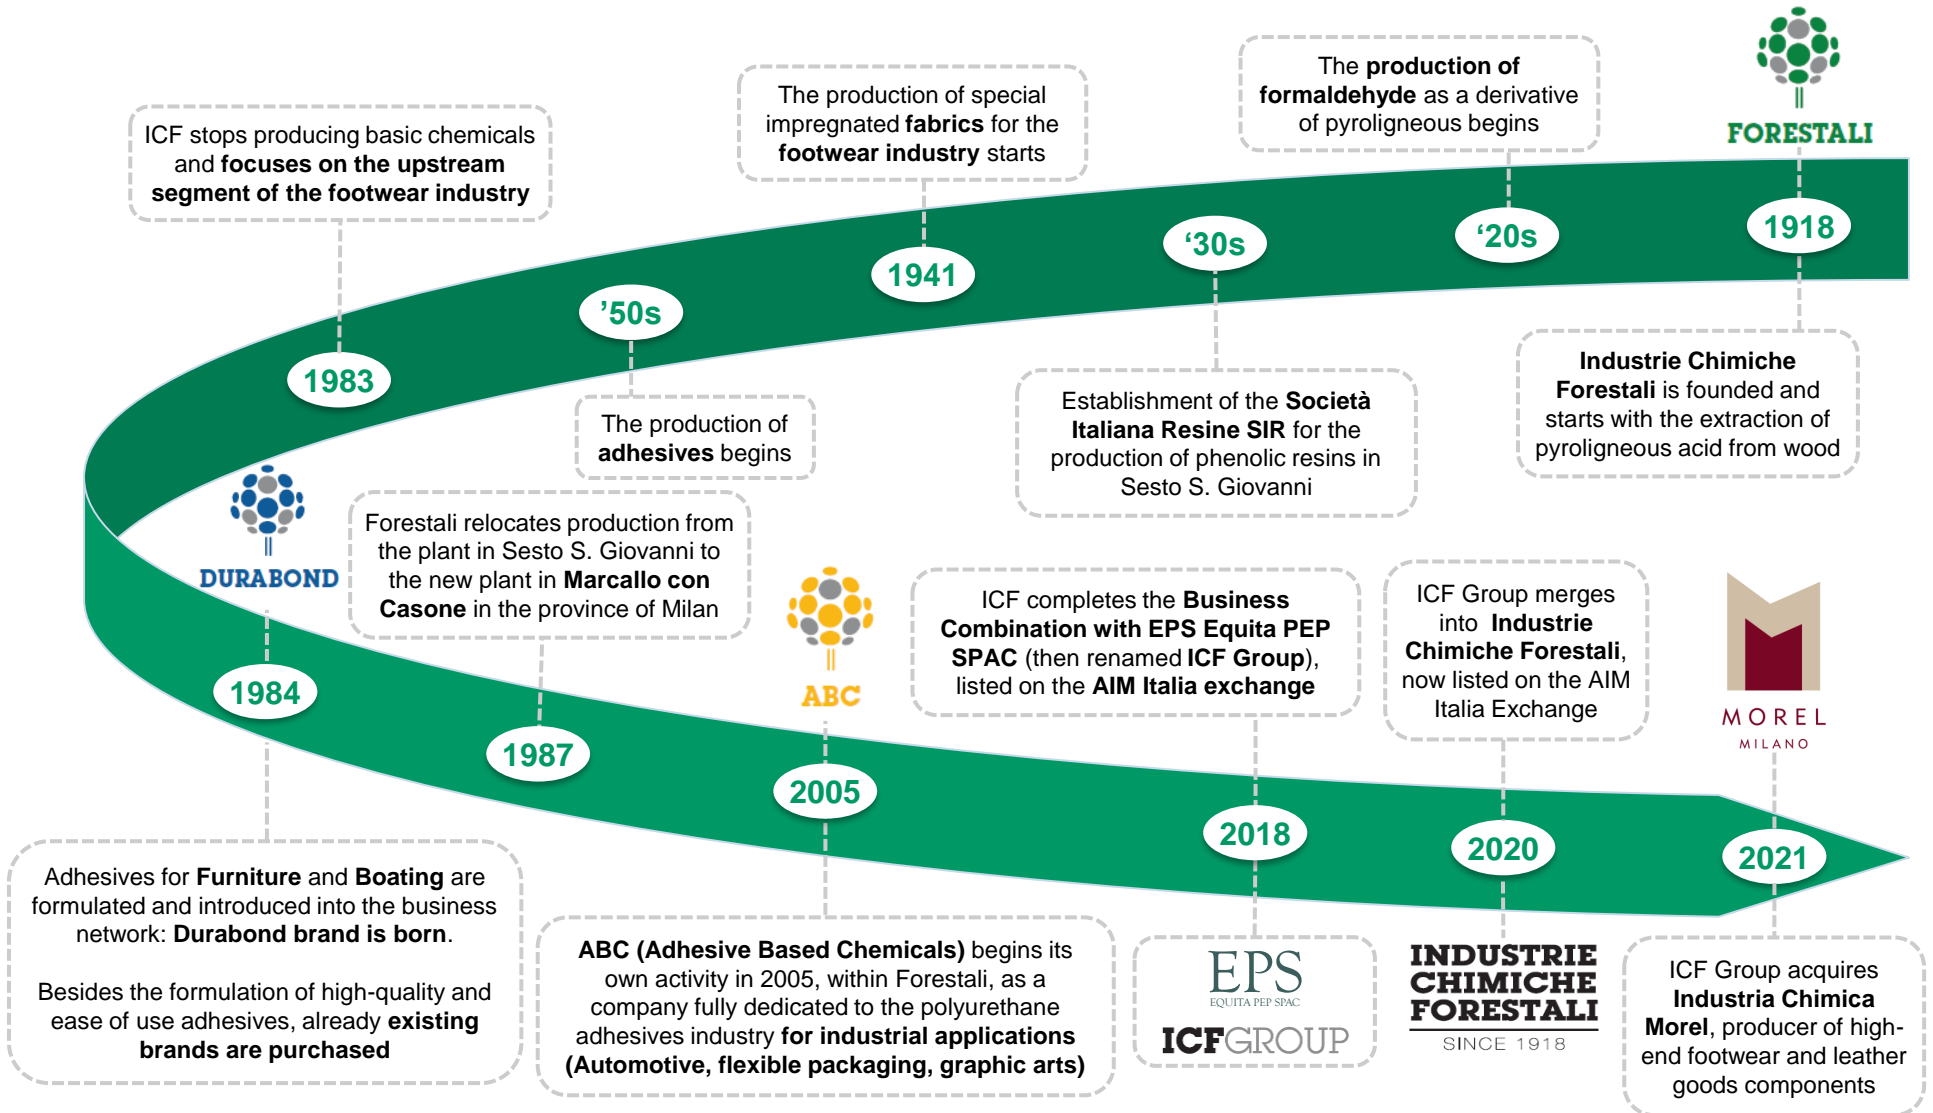 FORESTALI
1918
Industrie Chimiche
Forestali is founded and
starts with the extraction of
pyroligneous acid from wood
The production of
formaldehyde as a derivative
of pyroligneous begins
‘20s
‘30s
Establishment of the Società
Italiana Resine SIR for the
production of phenolic resins in
Sesto S. Giovanni
The production of special
impregnated fabrics for the
footwear industry starts
1941
’50s
The production of
adhesives begins
ICF stops producing basic chemicals
and focuses on the upstream
segment of the footwear industry
1983
DURABOND
1984
Adhesives for Furniture and Boating are
formulated and introduced into the business
network: Durabond brand is born.
Besides the formulation of high-quality and
ease of use adhesives, already existing
brands are purchased
Forestali relocates production from
the plant in Sesto S. Giovanni to
the new plant in Marcallo con
Casone in the province of Milan
1987
ABC
2005
ABC (Adhesive Based Chemicals) begins its
own activity in 2005, within Forestali, as a
company fully dedicated to the polyurethane
adhesives industry for industrial applications
(Automotive, flexible packaging, graphic arts)
ICF completes the Business
Combination with EPS Equita PEP
SPAC (then renamed ICF Group),
listed on the AIM Italia exchange
2018
EPS
EQUITA PEP SPAC
ICFGROUP
ICF Group merges
into Industrie
Chimiche Forestali,
now listed on the AIM
Italia Exchange
2020
INDUSTRIE
CHIMICHE
FORESTALI
SINCE 1918
MOREL
MILANO
2021
ICF Group acquires
Industria Chimica
Morel, producer of high-
end footwear and leather
goods components